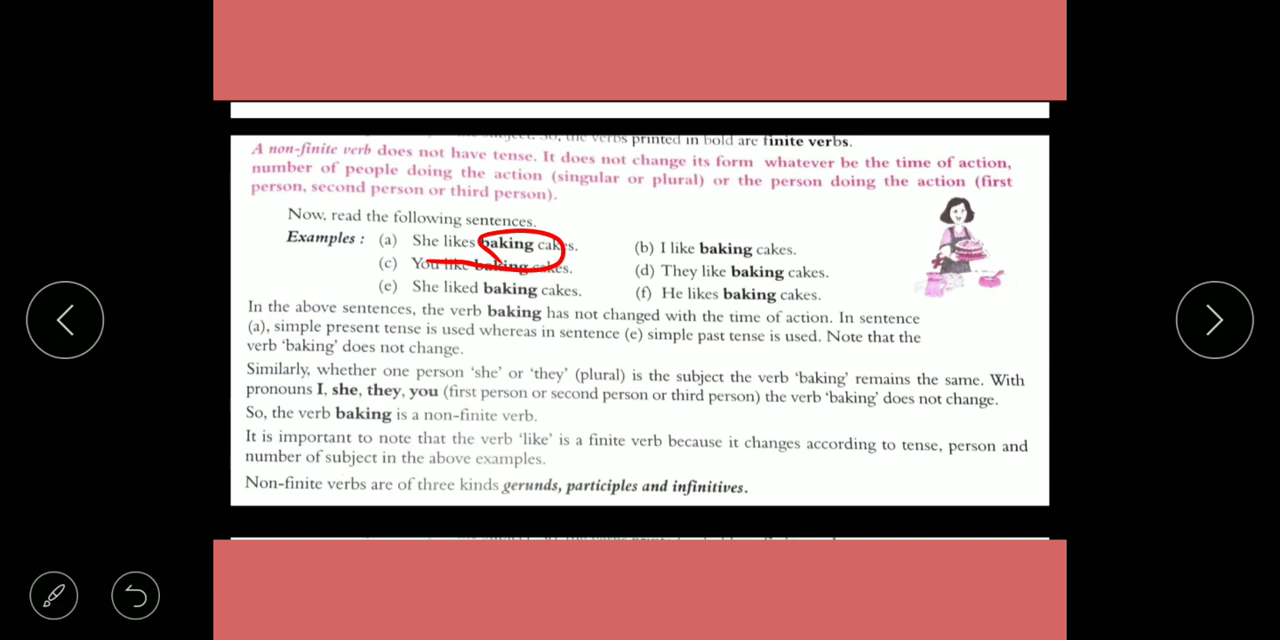 printed in bold are finite verbs.
A non-finite verb does not have tense. It does not change its form whatever be the time of action,
number of people doing the action (singular or plural) or the person doing the action (first
person, second person or third person).
Now, read the following sentences.
Examples : (a) She likes baking cakes. (b) I like baking cakes.
(c) You like baking cakes. (d) They like baking cakes.
(e) She liked baking cakes. (f) He likes baking cakes.
In the above sentences, the verb baking has not changed with the time of action. In sentence
(a), simple present tense is used whereas in sentence (e) simple past tense is used. Note that the
verb ‘baking’ does not change.
Similarly, whether one person ‘she’ or ‘they’ (plural) is the subject the verb ‘baking’ remains the same. With
pronouns I, she, they, you (first person or second person or third person) the verb ‘baking’ does not change.
So, the verb baking is a non-finite verb.
It is important to note that the verb ‘like’ is a finite verb because it changes according to tense, person and
number of subject in the above examples.
Non-finite verbs are of three kinds gerunds, participles and infinitives.